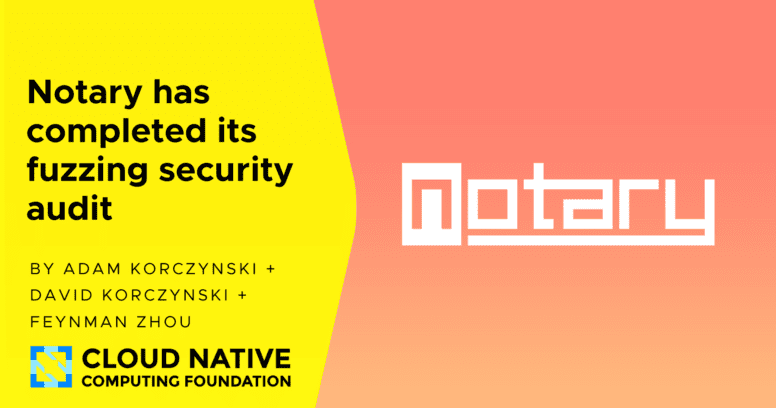 Notary has
completed its
fuzzing security
audit
BY ADAM KORCZYNSKI +
DAVID KORCZYNSKI +
FEYNMAN ZHOU
CLOUD NATIVE
COMPUTING FOUNDATION
notary